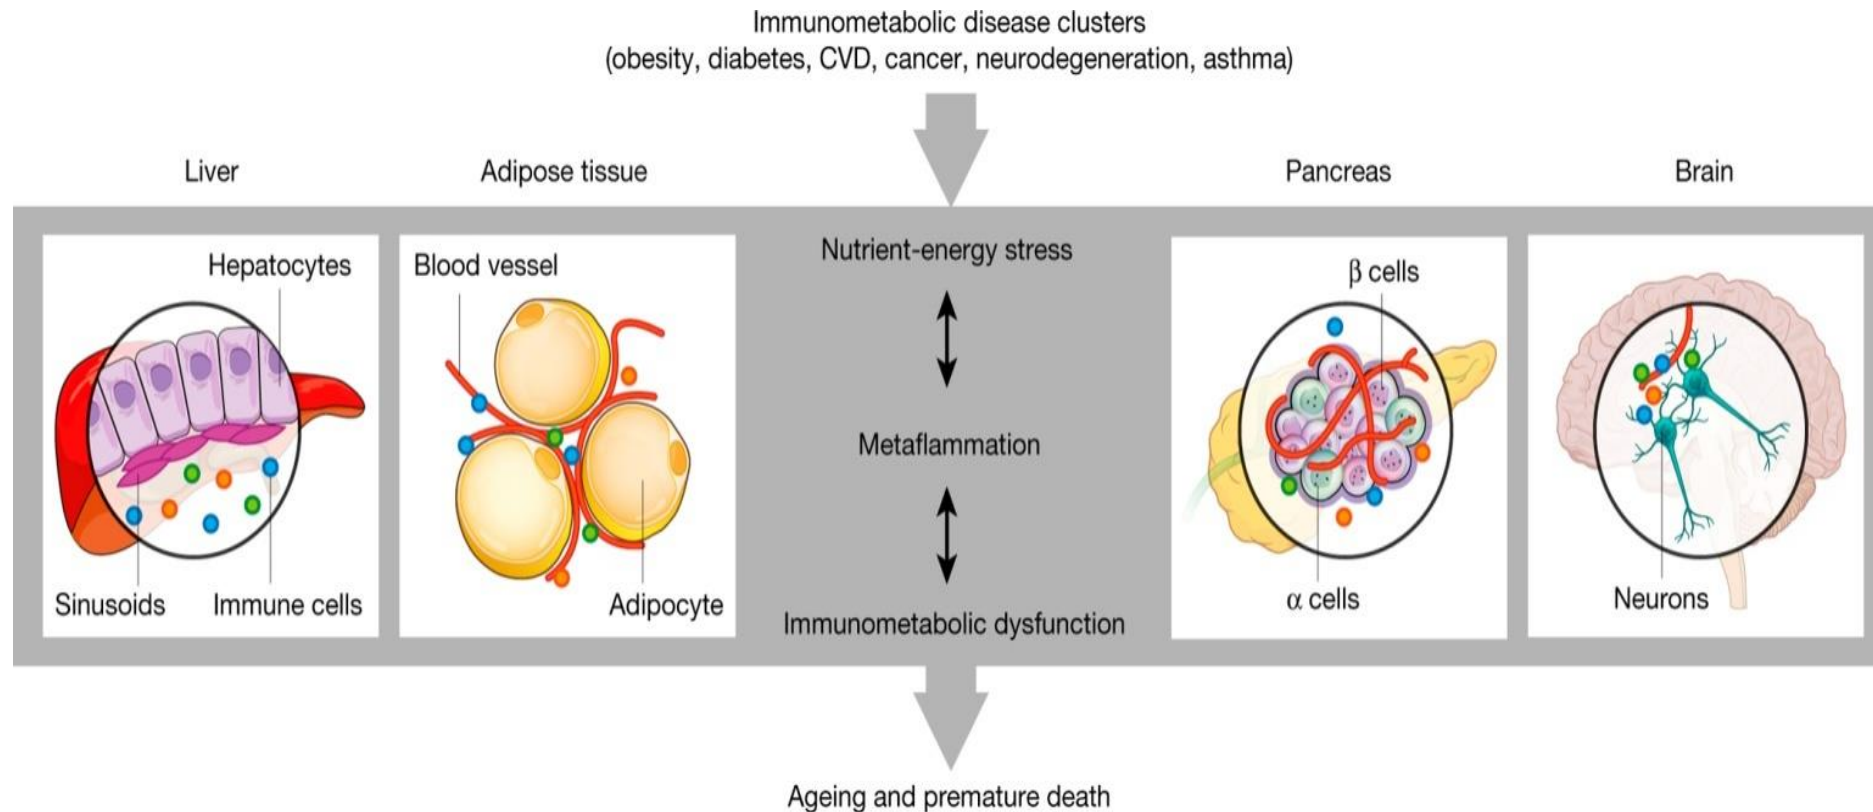 Immunometabolic disease clusters
(obesity, diabetes, CVD, cancer, neurodegeneration, asthma)
Liver
Adipose tissue
Pancreas
Brain
Hepatocytes
Sinusoids
Immune cells
Blood vessel
Adipocyte
Nutrient-energy stress
Metaflammation
Immunometabolic dysfunction
β cells
α cells
Neurons
Ageing and premature death